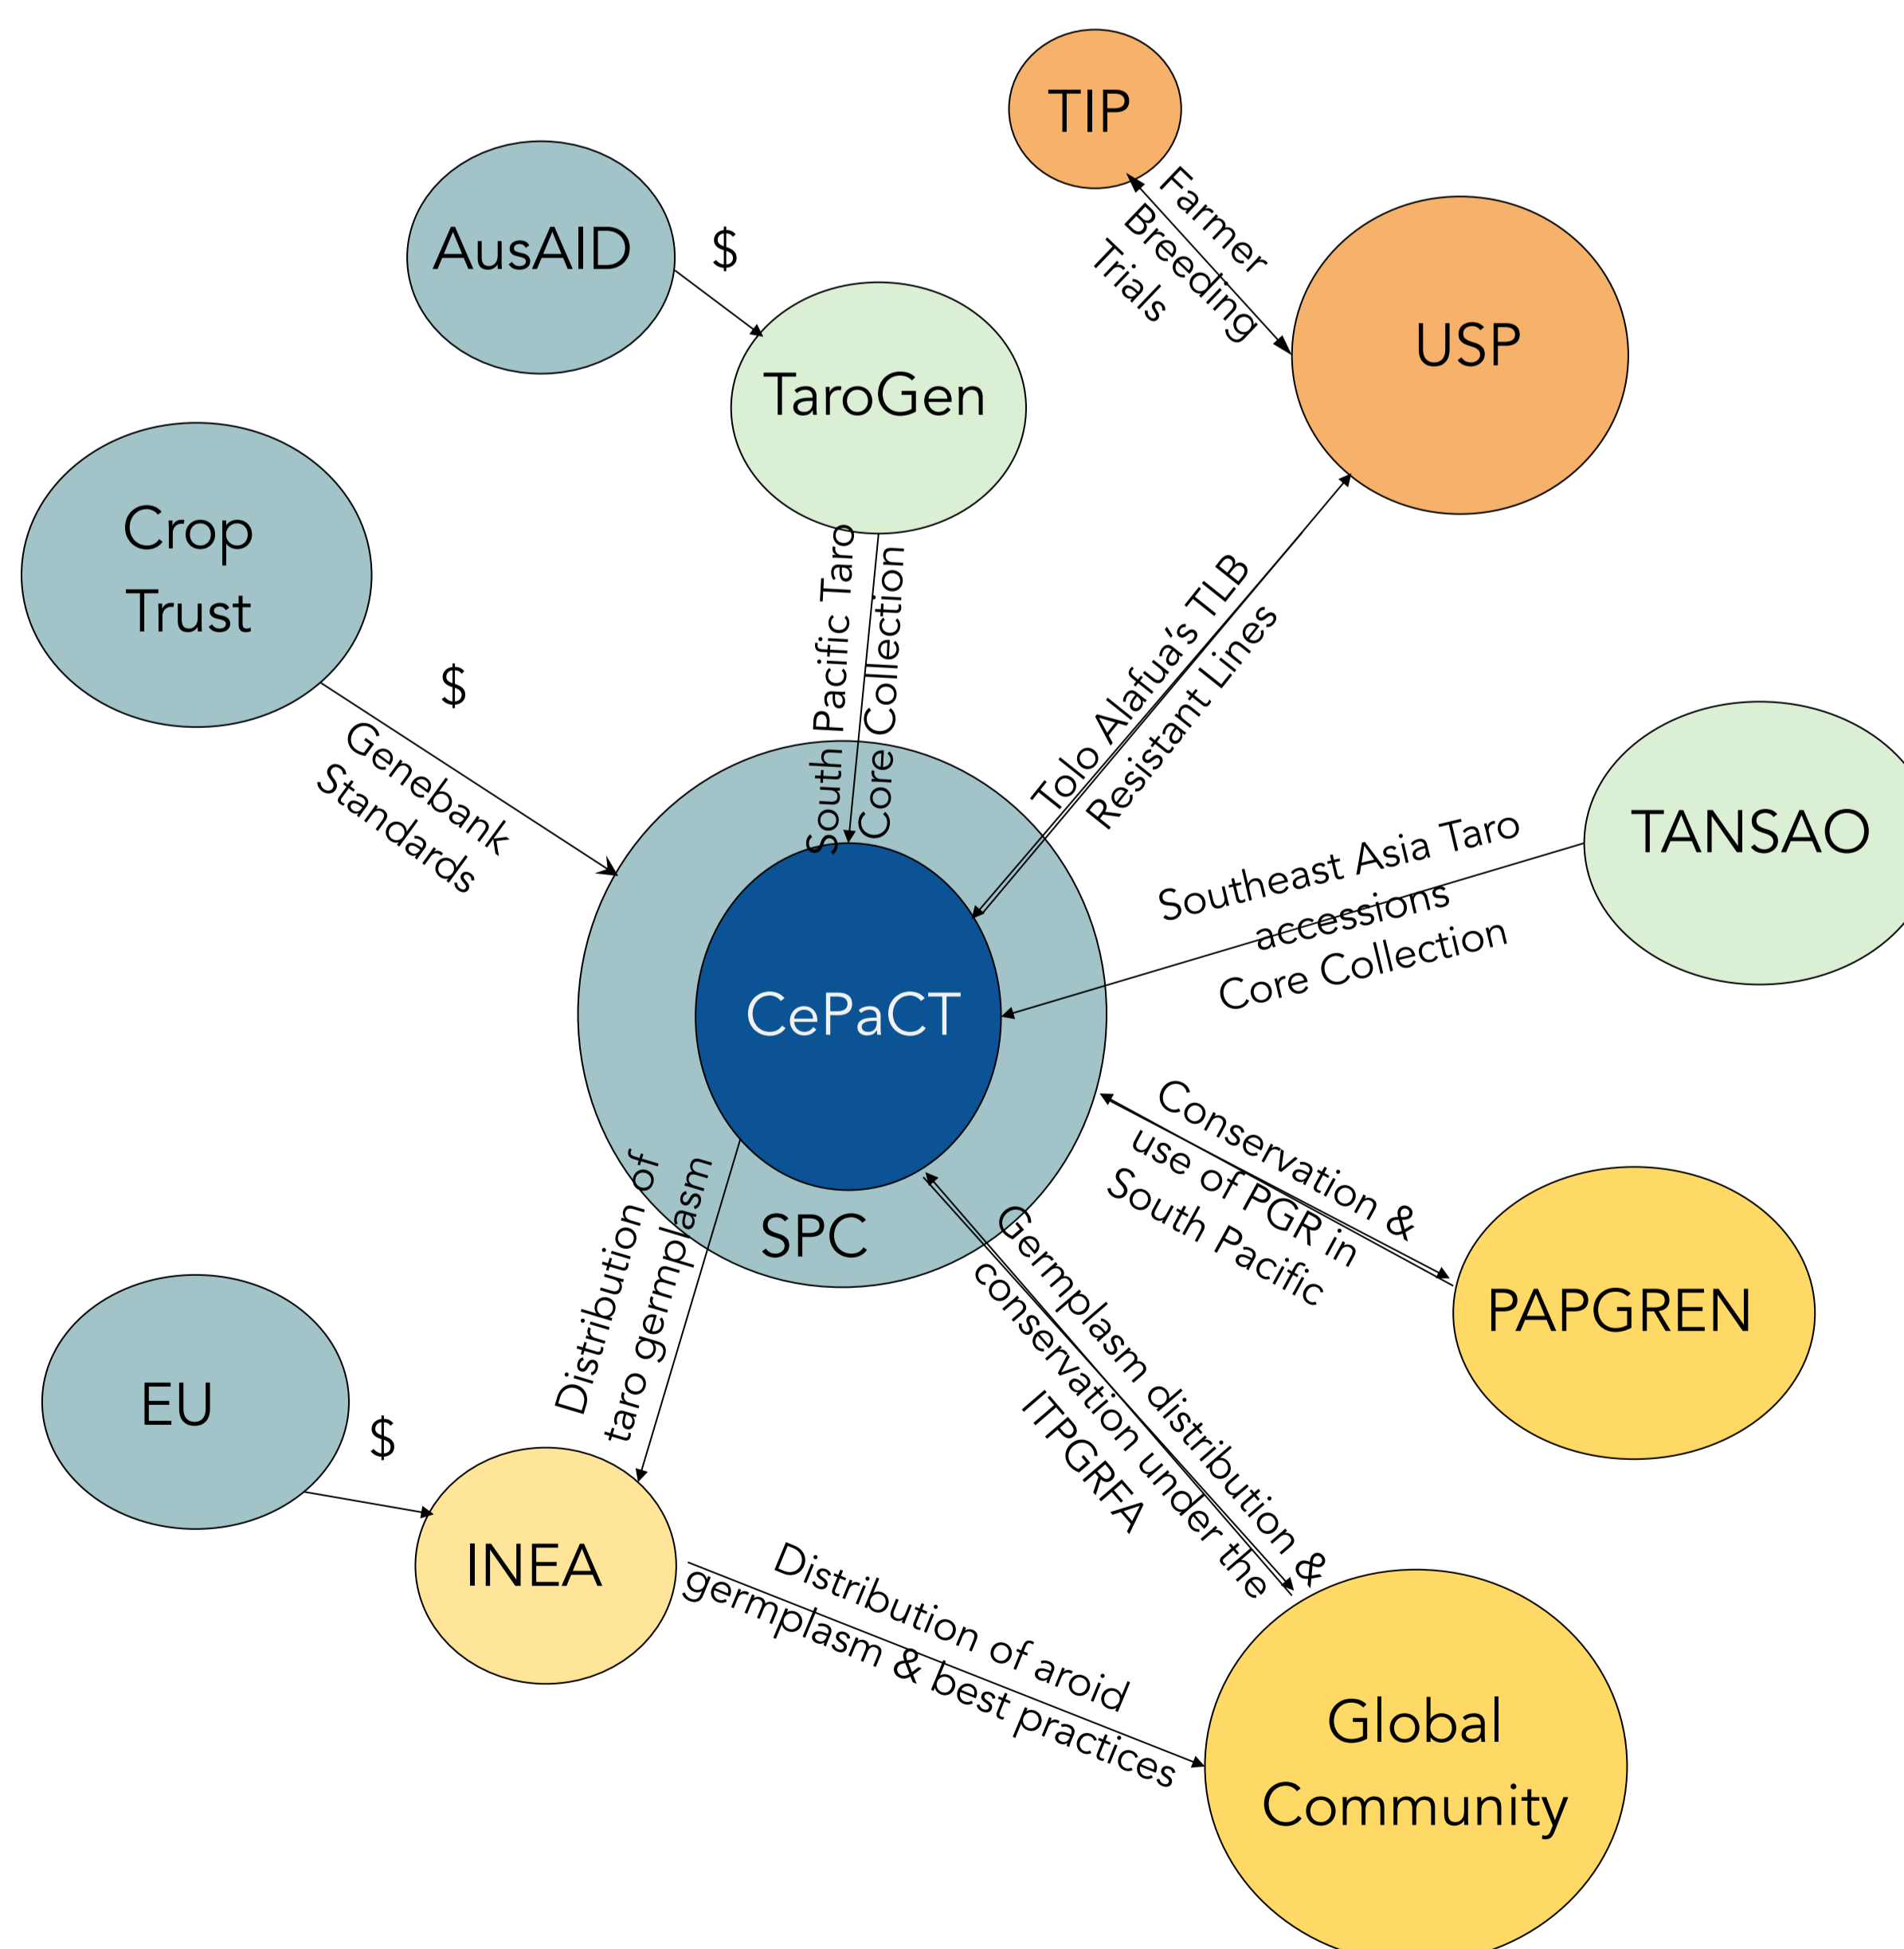 TIP
Farmer
Breeding
Trials
AusAID
$
USP
TaroGen
Crop
Trust
$
Genebank
Standards
South Pacific Taro
Core Collection
Tolo Alafua's TLB
Resistant Lines
TANSAO
Southeast Asia Taro
accessions
Core Collection
CePaCT
SPC
Conservation &
use of PGR in
South Pacific
PAPGREN
Distribution of
taro germplasm
Germplasm distribution &
conservation under the
ITPGRFA
EU
$
INEA
Distribution of aroid
germplasm & best practices
Global
Community